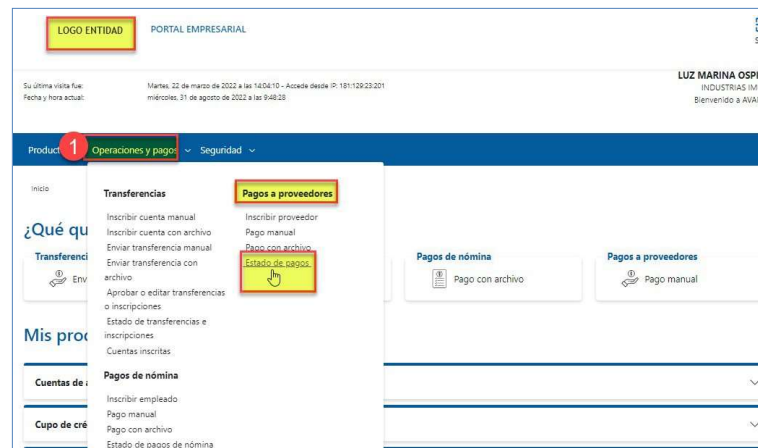 LOGO ENTIDAD
PORTAL EMPRESARIAL
Su última visita fue: Martes, 22 de marzo de 2022 a las 14:04:10 - Accede desde IP: 181:129:23:201
Fecha y hora actual: miércoles, 31 de agosto de 2022 a las 9:48:28
LUZ MARINA OSP
INDUSTRIAS IM
Bienvenido a AVA
Product 1 Operaciones y pagos Seguridad
Inicio
Transferencias
Inscribir cuenta manual
Inscribir cuenta con archivo
Enviar transferencia manual
Enviar transferencia con
archivo
Aprobar o editar transferencias
o inscripciones
Estado de transferencias e
inscripciones
Cuentas inscritas
Pagos de nómina
Inscribir empleado
Pago manual
Pago con archivo
Estado de pagos de nómina
Pagos a proveedores
Inscribir proveedor
Pago manual
Pago con archivo
Estado de pagos
¿Qué qu
Transferenci
Env
Pagos de nómina
Pago con archivo
Pagos a proveedores
Pago manual
Mis prod
Cuentas de a
Cupo de cré